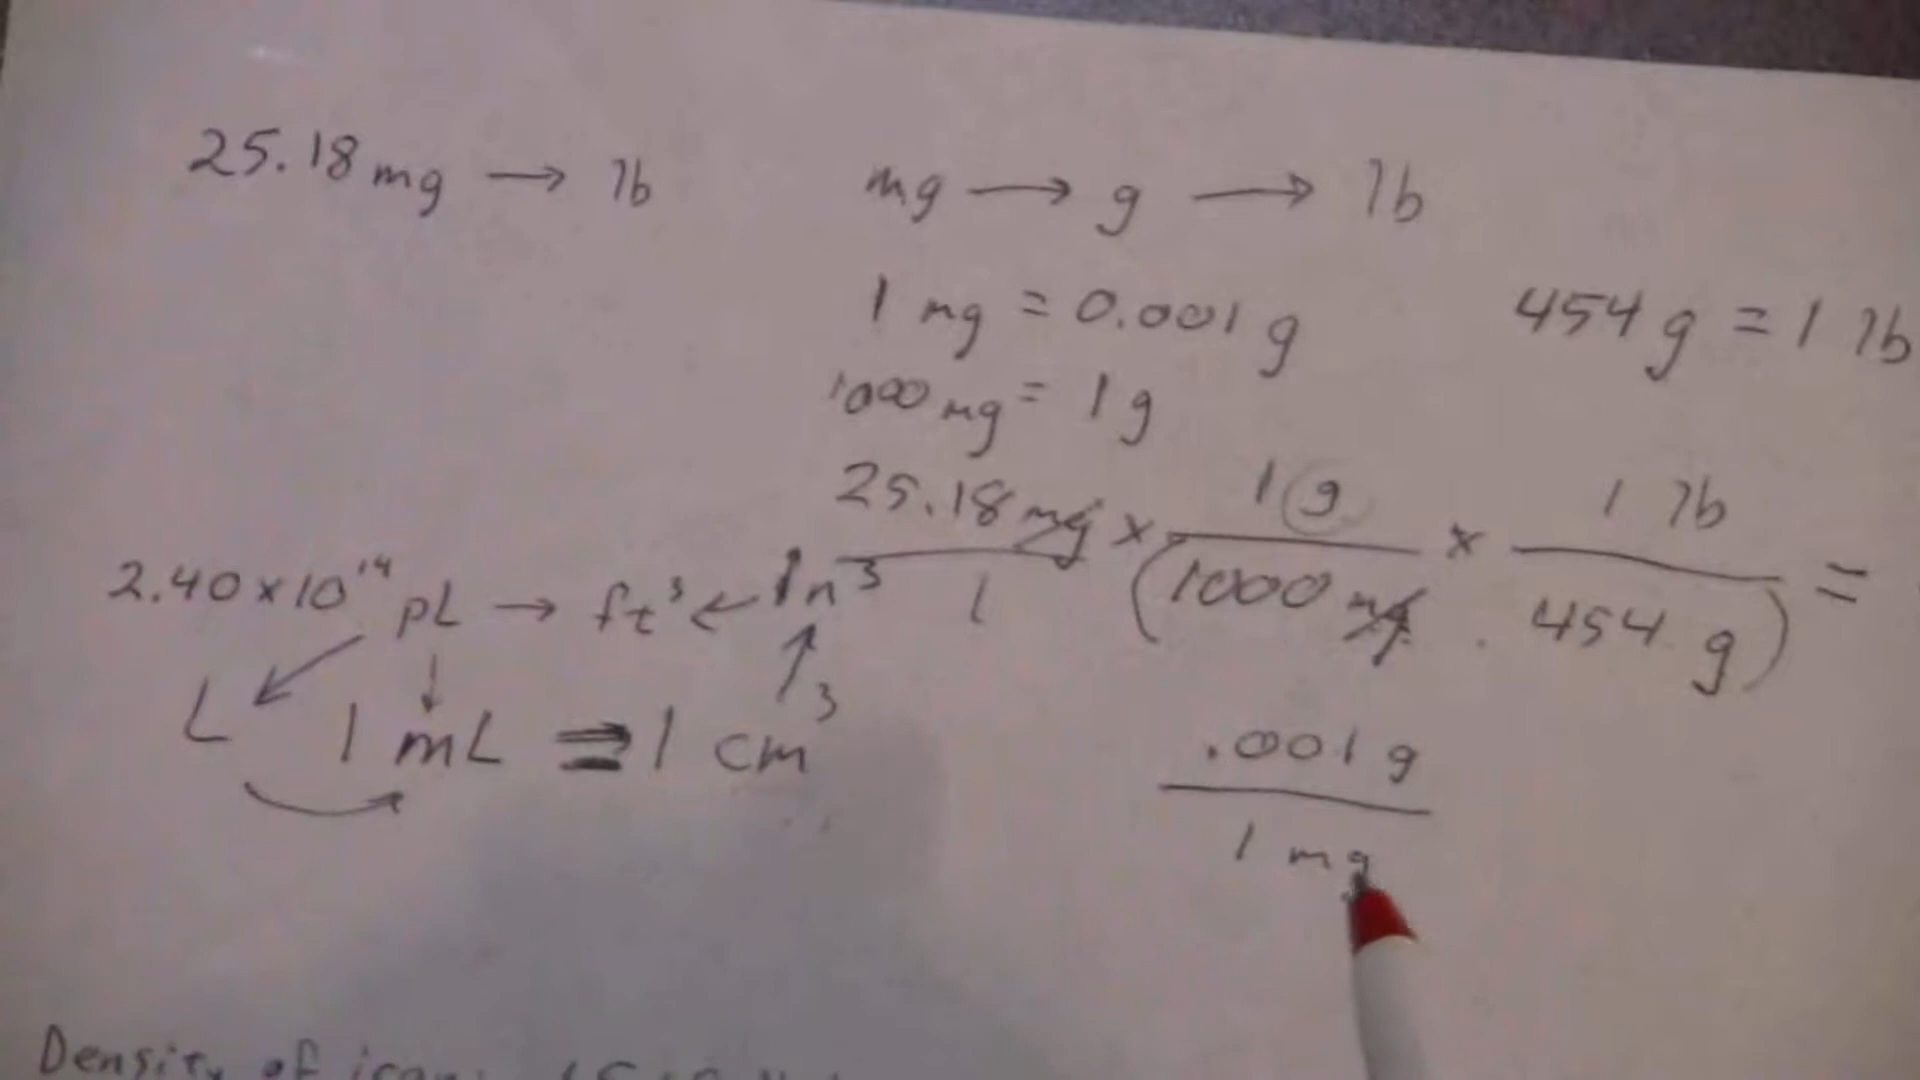 25.18 mg → lb
mg → g → lb
1 mg = 0.001 g
454 g = 1 lb
1000 mg = 1 g
25.18 mg × 1 g × 1 lb =
1 (1000 mg . 454 g)
2.40 × 10¹⁴ pL → ft³ ← in³
L 1 mL = 1 cm³
.001 g
1 mg
Density of